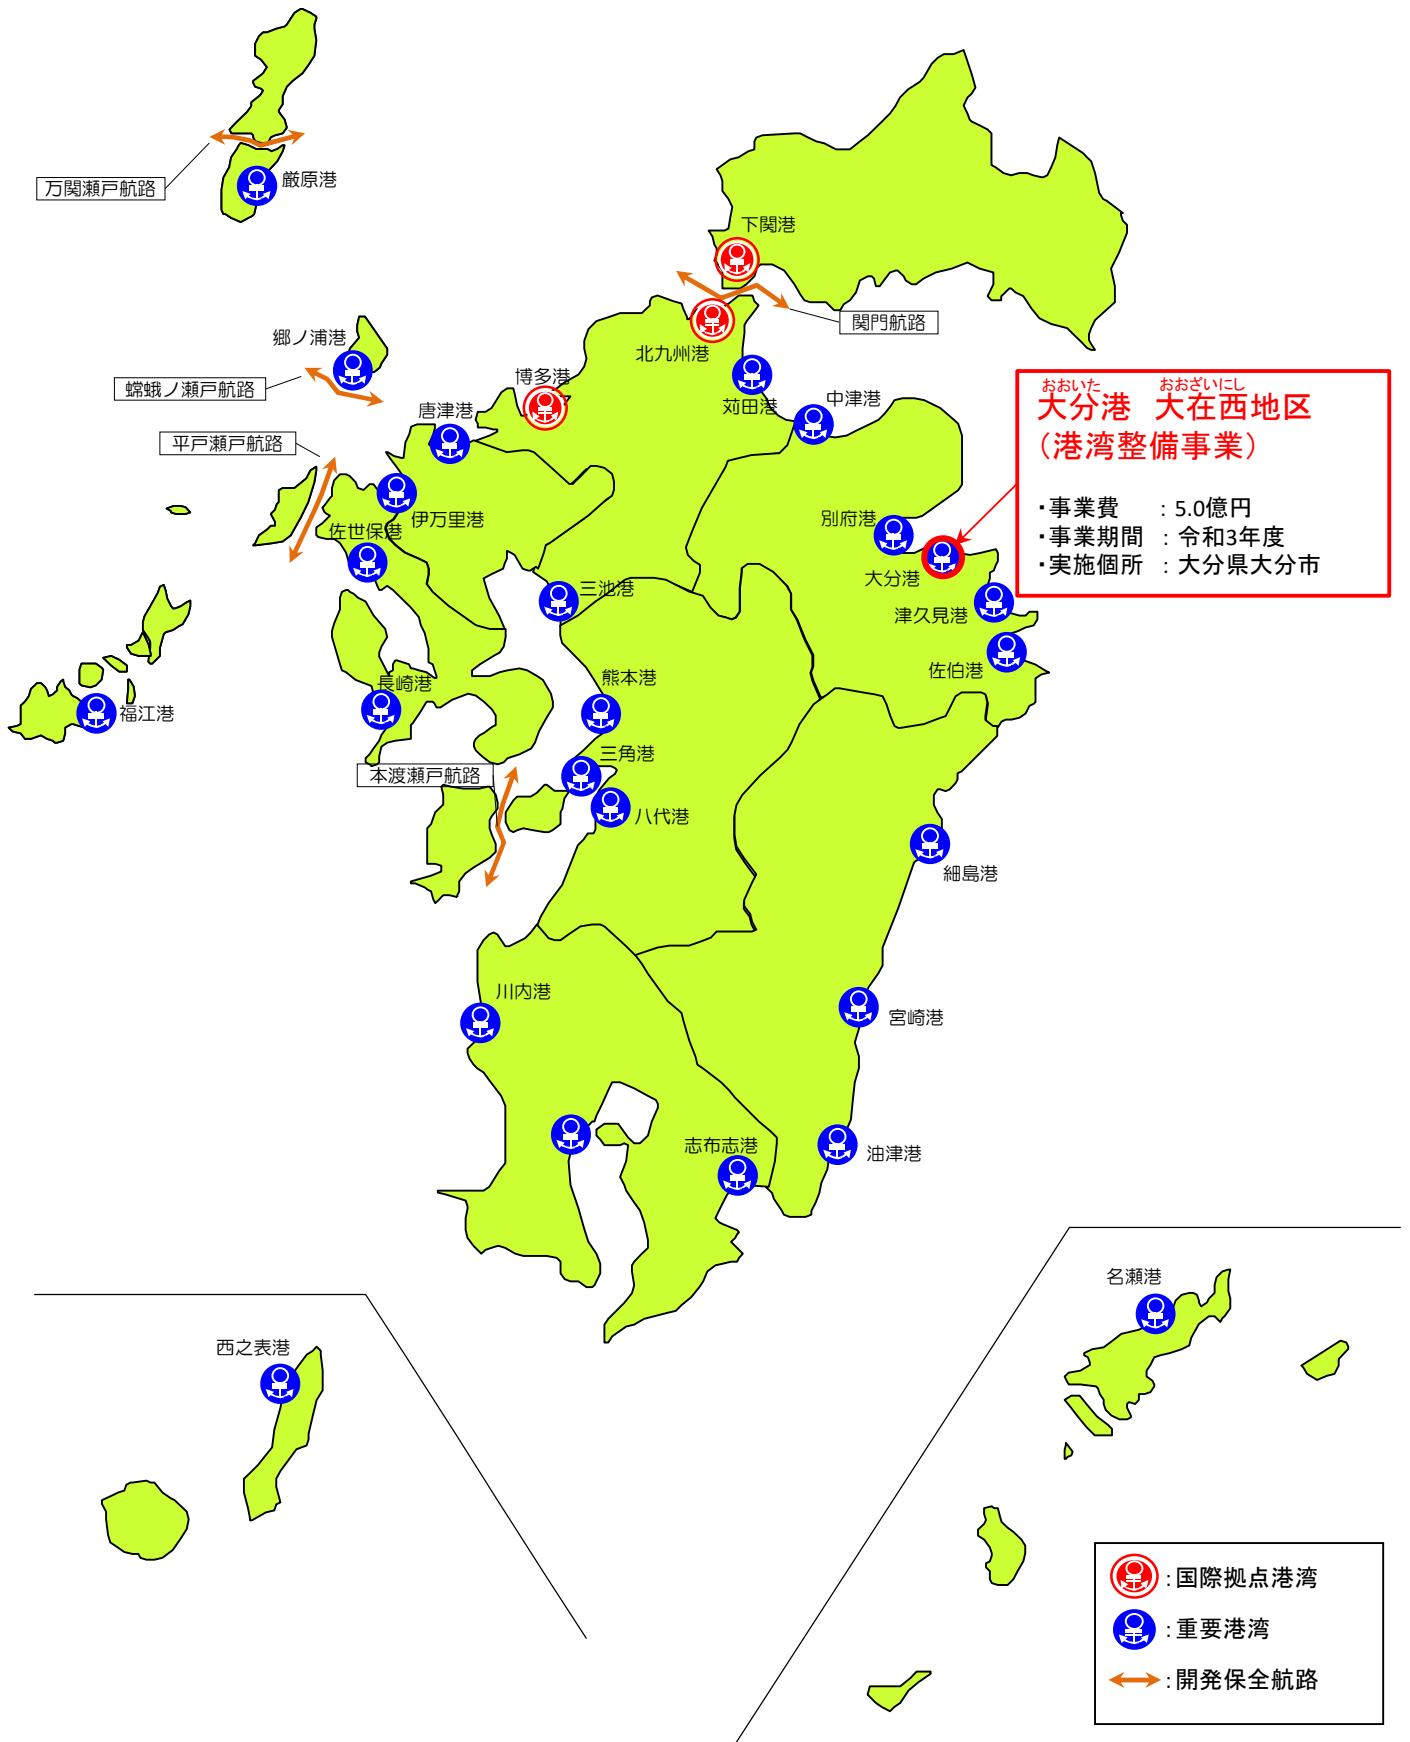 厳原港
万関瀬戸航路
下関港
関門航路
郷ノ浦港
北九州港
蟐蛾ノ瀬戸航路
博多港
苅田港
中津港
唐津港
平戸瀬戸航路
おおいた おおざいにし
大分港 大在西地区
（港湾整備事業）
・事業費 ：5.0億円
・事業期間 ：令和3年度
・実施個所 ：大分県大分市
伊万里港
佐世保港
別府港
大分港
三池港
津久見港
佐伯港
熊本港
長崎港
福江港
三角港
本渡瀬戸航路
八代港
細島港
川内港
宮崎港
志布志港
油津港
名瀬港
西之表港
：国際拠点港湾
：重要港湾
：開発保全航路